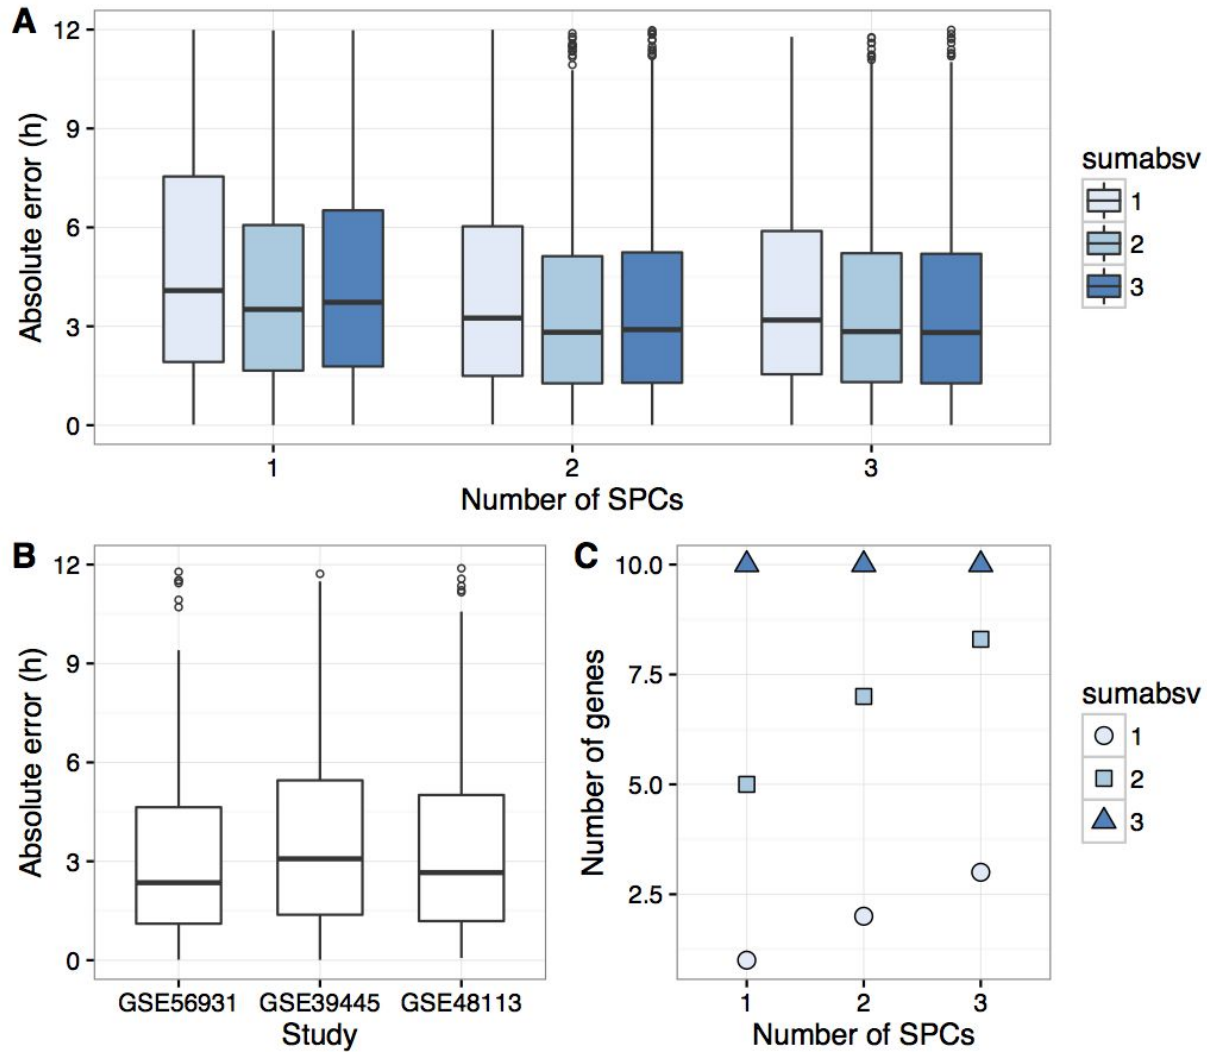 A
Absolute error (h)
12
9
6
3
0
1 2 3
Number of SPCs
sumabsv
1
2
3
B
Absolute error (h)
12
9
6
3
0
GSE56931 GSE39445 GSE48113
Study
C
Number of genes
10.0
7.5
5.0
2.5
1 2 3
Number of SPCs
sumabsv
1
2
3